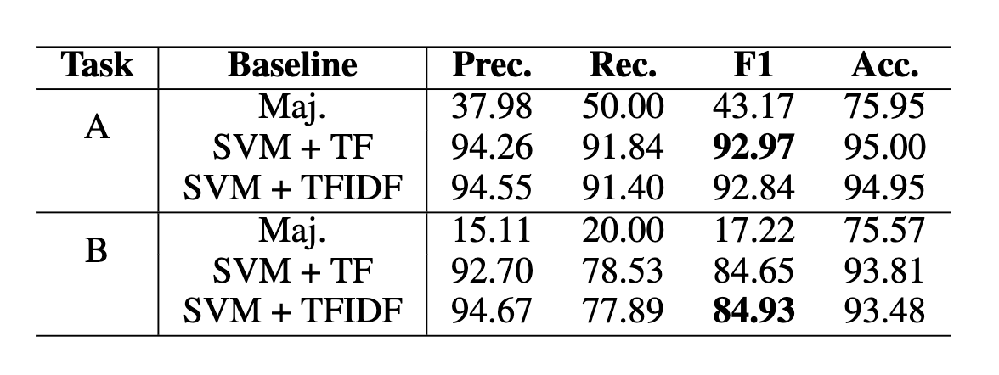 Task Baseline Prec. Rec. F1 Acc.
A Maj. 37.98 50.00 43.17 75.95
SVM + TF 94.26 91.84 92.97 95.00
SVM + TFIDF 94.55 91.40 92.84 94.95
B Maj. 15.11 20.00 17.22 75.57
SVM + TF 92.70 78.53 84.65 93.81
SVM + TFIDF 94.67 77.89 84.93 93.48